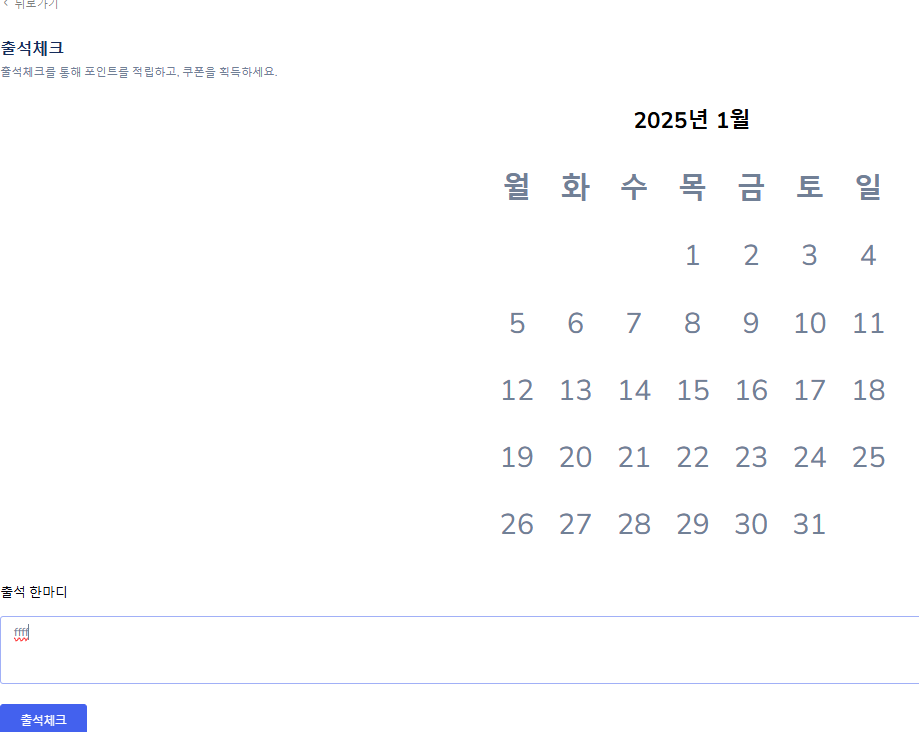 뒤로가기
출석체크
출석체크를 통해 포인트를 적립하고, 쿠폰을 획득하세요.
2025년 1월
월 화 수 목 금 토 일
1 2 3 4
5 6 7 8 9 10 11
12 13 14 15 16 17 18
19 20 21 22 23 24 25
26 27 28 29 30 31
출석 한마디
ffff
출석체크